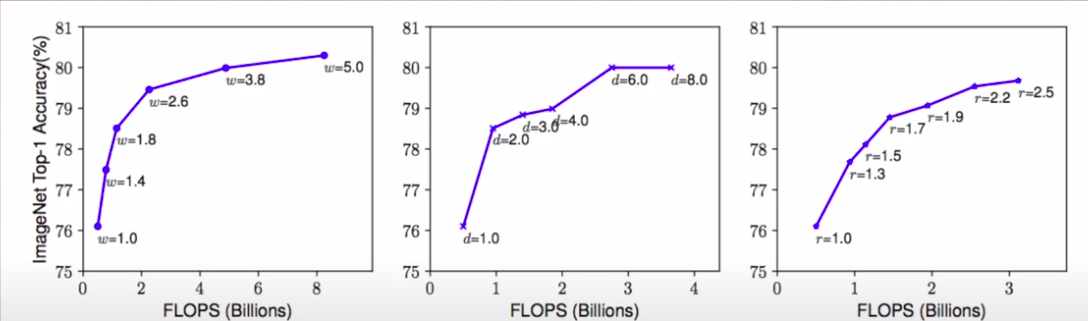 ImageNet Top-1 Accuracy(%)
81
80
79
78
77
76
75
w=1.0
w=1.4
w=1.8
w=2.6
w=3.8
w=5.0
0 2 4 6 8
FLOPS (Billions)
81
80
79
78
77
76
75
d=1.0
d=2.0
d=3.0
d=4.0
d=6.0
d=8.0
0 1 2 3 4
FLOPS (Billions)
81
80
79
78
77
76
75
r=1.0
r=1.3
r=1.5
r=1.7
r=1.9
r=2.2
r=2.5
0 1 2 3
FLOPS (Billions)